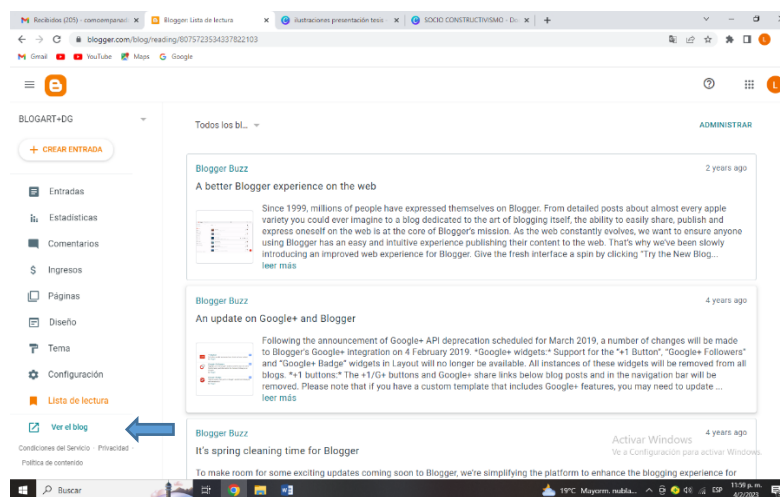 Recibidos (205) - comoempanad
Blogger: Lista de lectura
ilustraciones presentación tesis
SOCIO CONSTRUCTIVISMO - Do
blogger.com/blog/reading/8075723534337822103
Gmail
YouTube
Maps
Google
BLOGART+DG
Todos los bl...
ADMINISTRAR
+ CREAR ENTRADA
Entradas
Estadísticas
Comentarios
Ingresos
Páginas
Diseño
Tema
Configuración
Lista de lectura
Ver el blog
Condiciones del Servicio · Privacidad ·
Política de contenido
Blogger Buzz
2 years ago
A better Blogger experience on the web
Since 1999, millions of people have expressed themselves on Blogger. From detailed posts about almost every apple
variety you could ever imagine to a blog dedicated to the art of blogging itself, the ability to easily share, publish and
express oneself on the web is at the core of Blogger's mission. As the web constantly evolves, we want to ensure anyone
using Blogger has an easy and intuitive experience publishing their content to the web. That's why we've been slowly
introducing an improved web experience for Blogger. Give the fresh interface a spin by clicking "Try the New Blog...
leer más
Blogger Buzz
4 years ago
An update on Google+ and Blogger
Following the announcement of Google+ API deprecation scheduled for March 2019, a number of changes will be made
to Blogger's Google+ integration on 4 February 2019. *Google+ widgets:* Support for the "+1 Button", "Google+ Followers"
and "Google+ Badge" widgets in Layout will no longer be available. All instances of these widgets will be removed from all
blogs. *+1 buttons:* The +1/G+ buttons and Google+ share links below blog posts and in the navigation bar will be
removed. Please note that if you have a custom template that includes Google+ features, you may need to update ...
leer más
Blogger Buzz
4 years ago
It's spring cleaning time for Blogger
To make room for some exciting updates coming soon to Blogger, we're simplifying the platform to enhance the blogging experience for
Activar Windows
Ve a Configuración para activar Windows.
Buscar
19°C Mayorm. nubla...
ESP
11:59 p. m.
4/2/2023